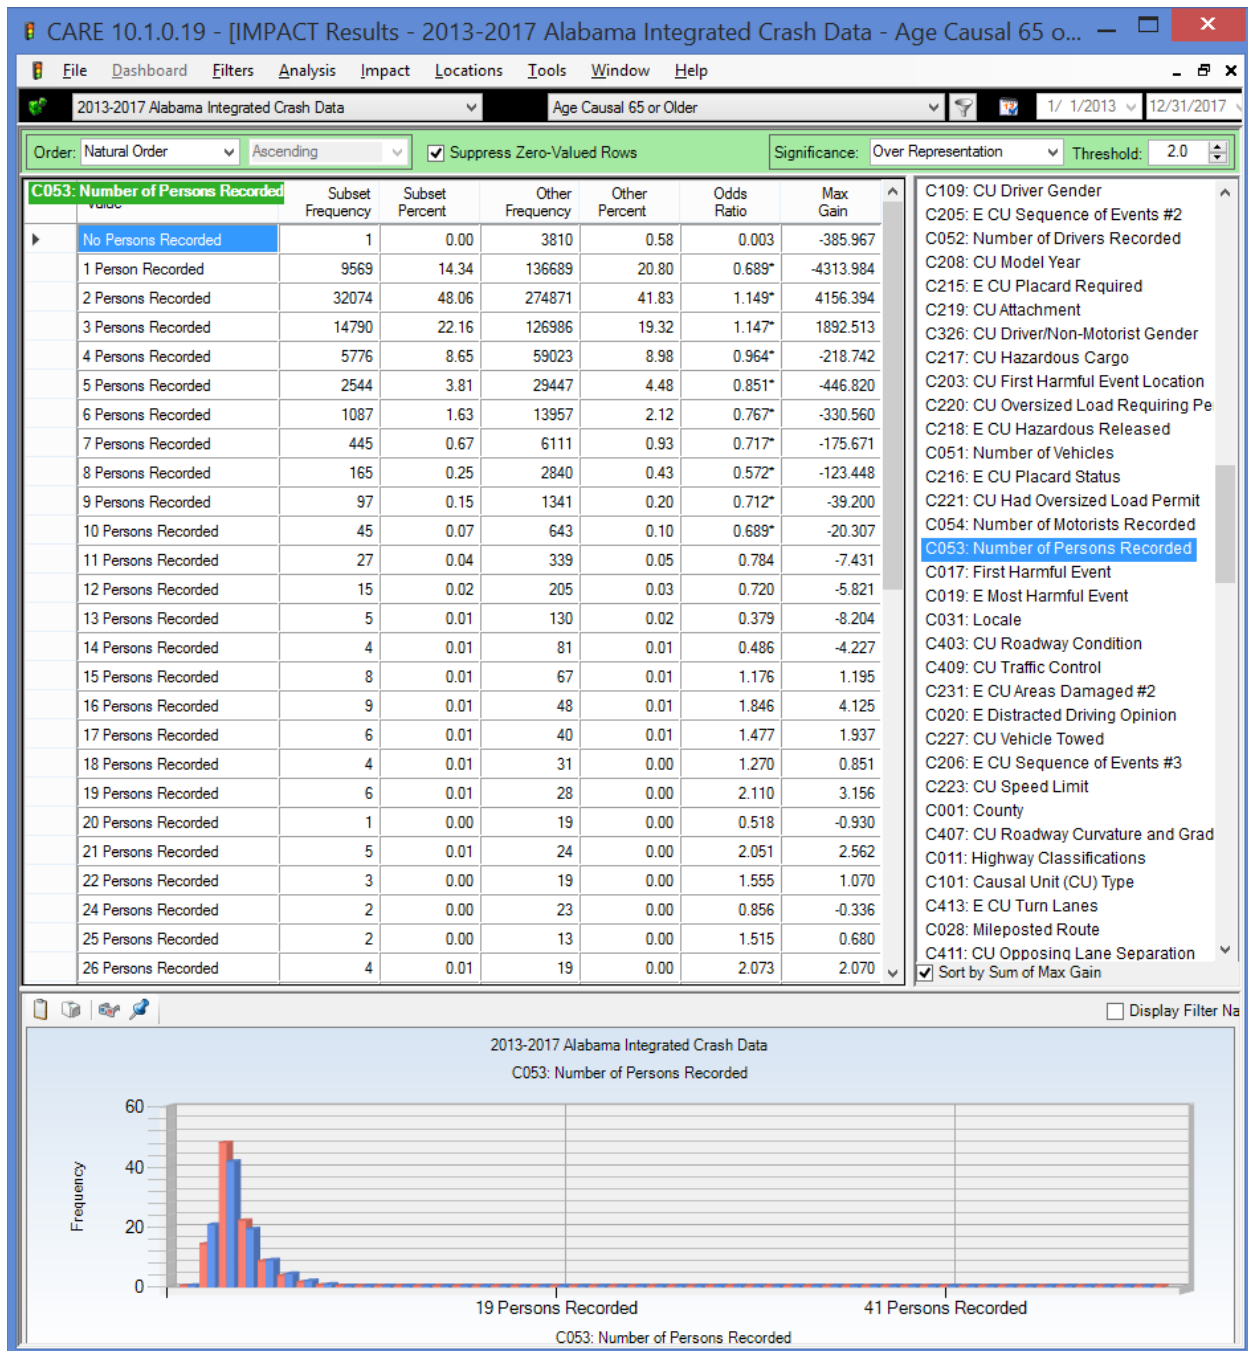 CARE 10.1.0.19 - [IMPACT Results - 2013-2017 Alabama Integrated Crash Data - Age Causal 65 o...
File Dashboard Filters Analysis Impact Locations Tools Window Help
2013-2017 Alabama Integrated Crash Data Age Causal 65 or Older 1/ 1/2013 12/31/2017
Order: Natural Order Ascending Suppress Zero-Valued Rows Significance: Over Representation Threshold: 2.0
C053: Number of Persons Recorded
Value Subset Frequency Subset Percent Other Frequency Other Percent Odds Ratio Max Gain
No Persons Recorded 1 0.00 3810 0.58 0.003 -385.967
1 Person Recorded 9569 14.34 136689 20.80 0.689* -4313.984
2 Persons Recorded 32074 48.06 274871 41.83 1.149* 4156.394
3 Persons Recorded 14790 22.16 126986 19.32 1.147* 1892.513
4 Persons Recorded 5776 8.65 59023 8.98 0.964* -218.742
5 Persons Recorded 2544 3.81 29447 4.48 0.851* -446.820
6 Persons Recorded 1087 1.63 13957 2.12 0.767* -330.560
7 Persons Recorded 445 0.67 6111 0.93 0.717* -175.671
8 Persons Recorded 165 0.25 2840 0.43 0.572* -123.448
9 Persons Recorded 97 0.15 1341 0.20 0.712* -39.200
10 Persons Recorded 45 0.07 643 0.10 0.689* -20.307
11 Persons Recorded 27 0.04 339 0.05 0.784 -7.431
12 Persons Recorded 15 0.02 205 0.03 0.720 -5.821
13 Persons Recorded 5 0.01 130 0.02 0.379 -8.204
14 Persons Recorded 4 0.01 81 0.01 0.486 -4.227
15 Persons Recorded 8 0.01 67 0.01 1.176 1.195
16 Persons Recorded 9 0.01 48 0.01 1.846 4.125
17 Persons Recorded 6 0.01 40 0.01 1.477 1.937
18 Persons Recorded 4 0.01 31 0.00 1.270 0.851
19 Persons Recorded 6 0.01 28 0.00 2.110 3.156
20 Persons Recorded 1 0.00 19 0.00 0.518 -0.930
21 Persons Recorded 5 0.01 24 0.00 2.051 2.562
22 Persons Recorded 3 0.00 19 0.00 1.555 1.070
24 Persons Recorded 2 0.00 23 0.00 0.856 -0.336
25 Persons Recorded 2 0.00 13 0.00 1.515 0.680
26 Persons Recorded 4 0.01 19 0.00 2.073 2.070
C109: CU Driver Gender
C205: E CU Sequence of Events #2
C052: Number of Drivers Recorded
C208: CU Model Year
C215: E CU Placard Required
C219: CU Attachment
C326: CU Driver/Non-Motorist Gender
C217: CU Hazardous Cargo
C203: CU First Harmful Event Location
C220: CU Oversized Load Requiring Pe
C218: E CU Hazardous Released
C051: Number of Vehicles
C216: E CU Placard Status
C221: CU Had Oversized Load Permit
C054: Number of Motorists Recorded
C053: Number of Persons Recorded
C017: First Harmful Event
C019: E Most Harmful Event
C031: Locale
C403: CU Roadway Condition
C409: CU Traffic Control
C231: E CU Areas Damaged #2
C020: E Distracted Driving Opinion
C227: CU Vehicle Towed
C206: E CU Sequence of Events #3
C223: CU Speed Limit
C001: County
C407: CU Roadway Curvature and Grad
C011: Highway Classifications
C101: Causal Unit (CU) Type
C413: E CU Turn Lanes
C028: Mileposted Route
C411: CU Opposing Lane Separation
Sort by Sum of Max Gain
Display Filter Na
2013-2017 Alabama Integrated Crash Data
C053: Number of Persons Recorded
Frequency
60
40
20
0
19 Persons Recorded 41 Persons Recorded
C053: Number of Persons Recorded